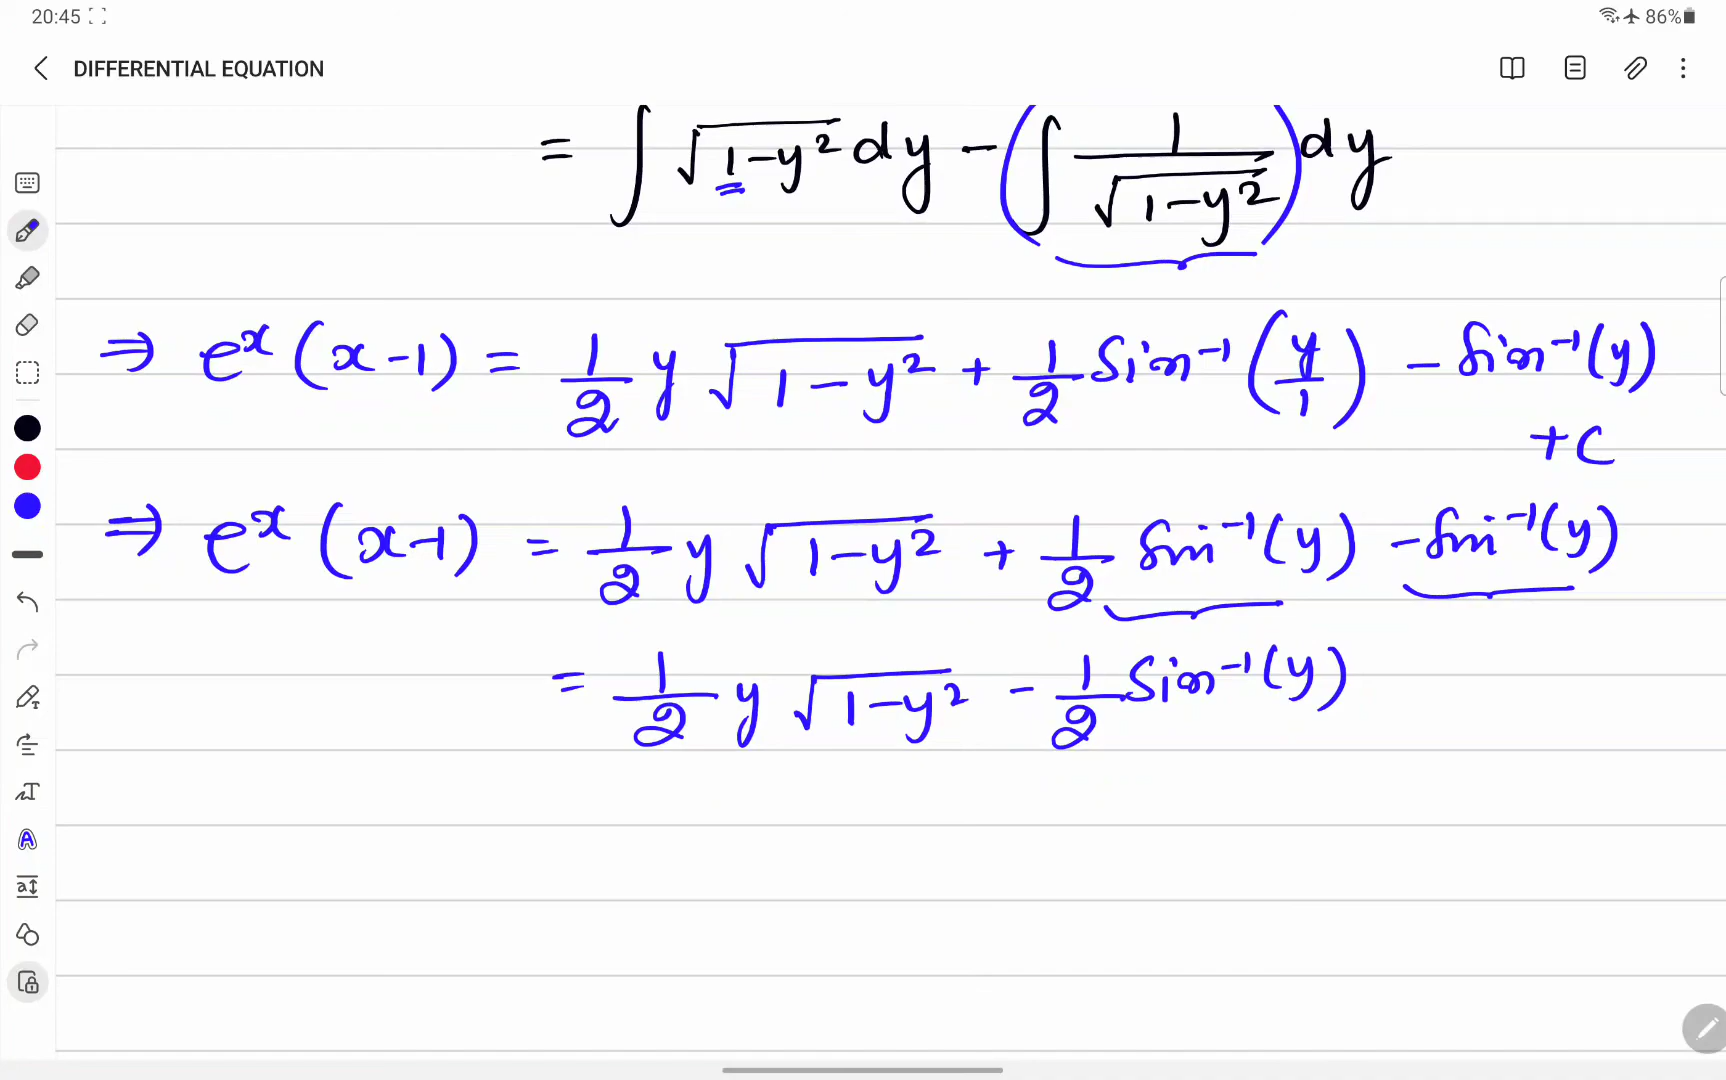 20:45 86%
DIFFERENTIAL EQUATION
= ∫ √(1-y²) dy - (∫ 1/√(1-y²)) dy
⇒ eˣ (x-1) = 1/2 y √(1-y²) + 1/2 Sin⁻¹ (y/1) - Sin⁻¹(y)
+ C
⇒ eˣ (x-1) = 1/2 y √(1-y²) + 1/2 Sin⁻¹(y) - Sin⁻¹(y)
= 1/2 y √(1-y²) - 1/2 Sin⁻¹(y)